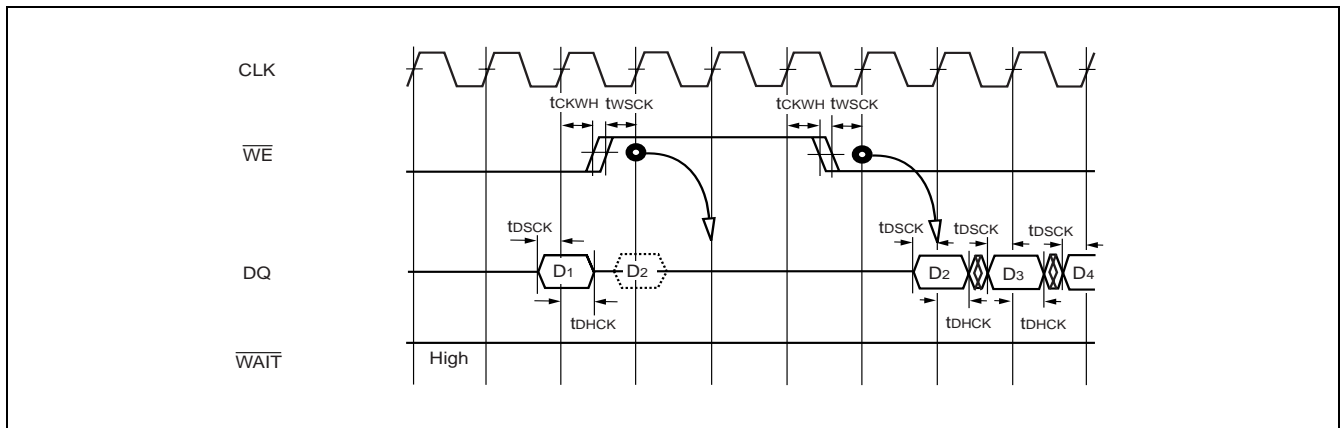 CLK
tCKWH tWSCK tCKWH tWSCK
WE
tDSCK tDSCK tDSCK tDSCK
DQ D1 D2 D2 D3 D4
tDHCK tDHCK tDHCK
WAIT High